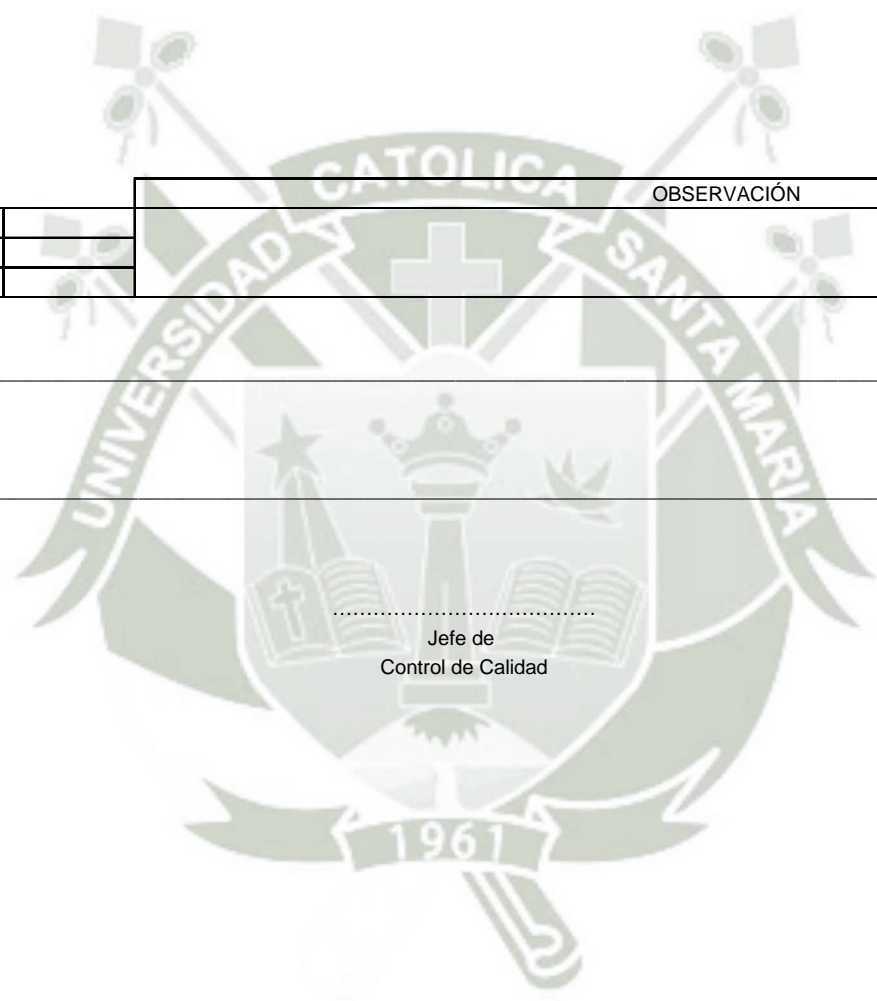 CATOLICA
OBSERVACIÓN
UNIVERSIDAD
SANTA MARIA
…………………………………
Jefe de
Control de Calidad
1961